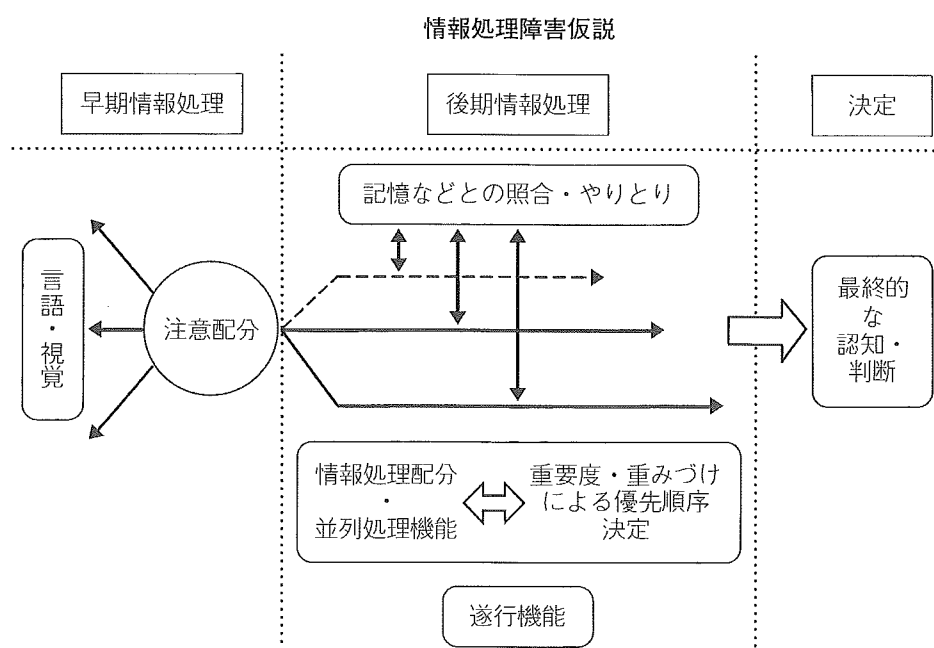 情報処理障害仮説
早期情報処理
後期情報処理
決定
記憶などとの照合・やりとり
言語・視覚
注意配分
最終的
な
認知・
判断
情報処理配分
・
並列処理機能
重要度・重みづけ
による優先順序
決定
遂行機能